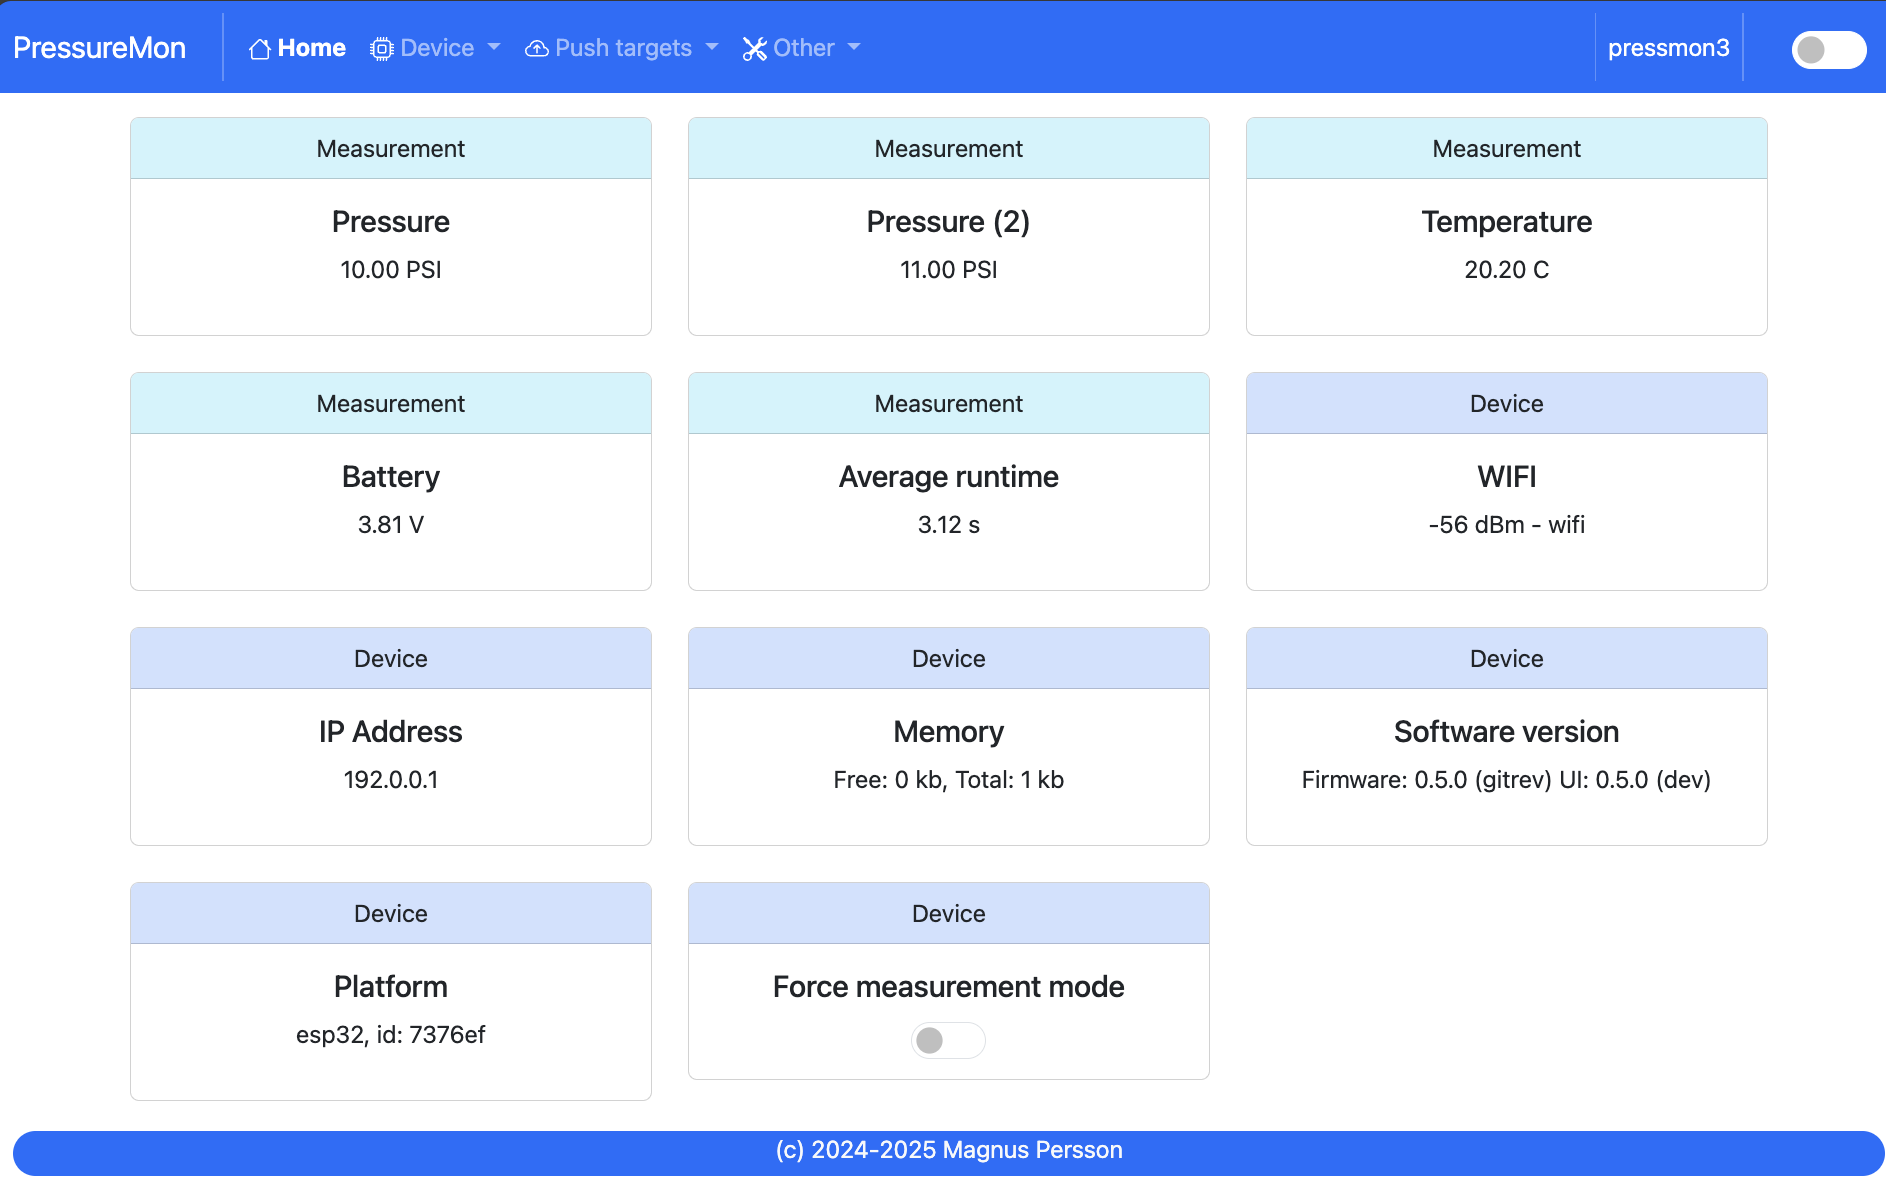 PressureMon
Home
Device
Push targets
Other
pressmon3
Measurement
Pressure
10.00 PSI
Measurement
Pressure (2)
11.00 PSI
Measurement
Temperature
20.20 C
Measurement
Battery
3.81 V
Measurement
Average runtime
3.12 s
Device
WIFI
-56 dBm - wifi
Device
IP Address
192.0.0.1
Device
Memory
Free: 0 kb, Total: 1 kb
Device
Software version
Firmware: 0.5.0 (gitrev) UI: 0.5.0 (dev)
Device
Platform
esp32, id: 7376ef
Device
Force measurement mode
(c) 2024-2025 Magnus Persson